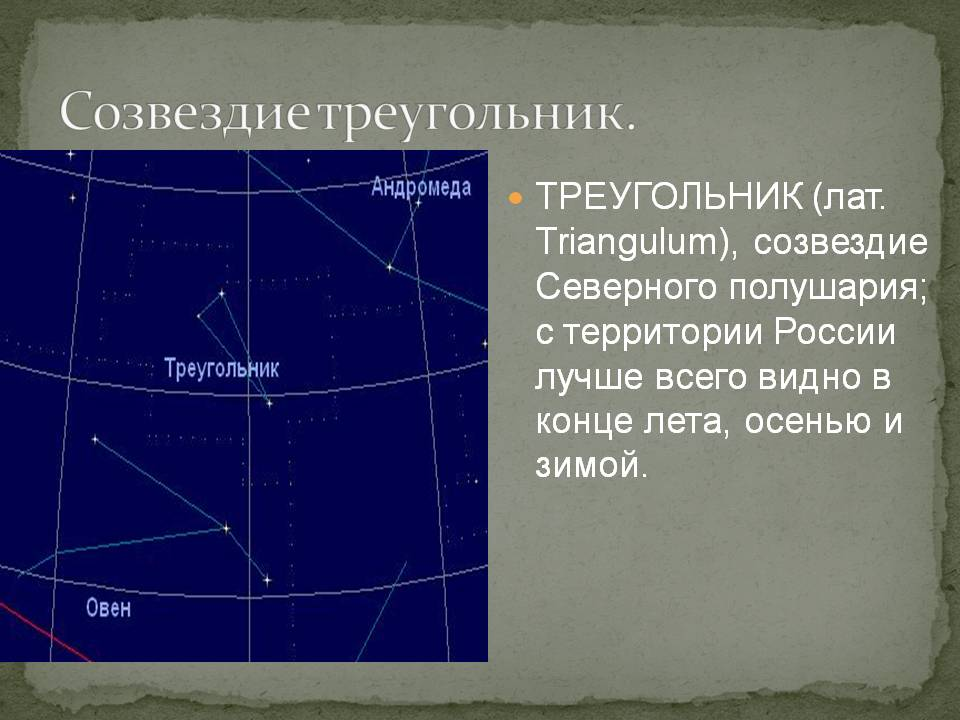 Созвездие треугольник.
Андромеда
Треугольник
Овен
ТРЕУГОЛЬНИК (лат.
Triangulum), созвездие
Северного полушария;
с территории России
лучше всего видно в
конце лета, осенью и
зимой.